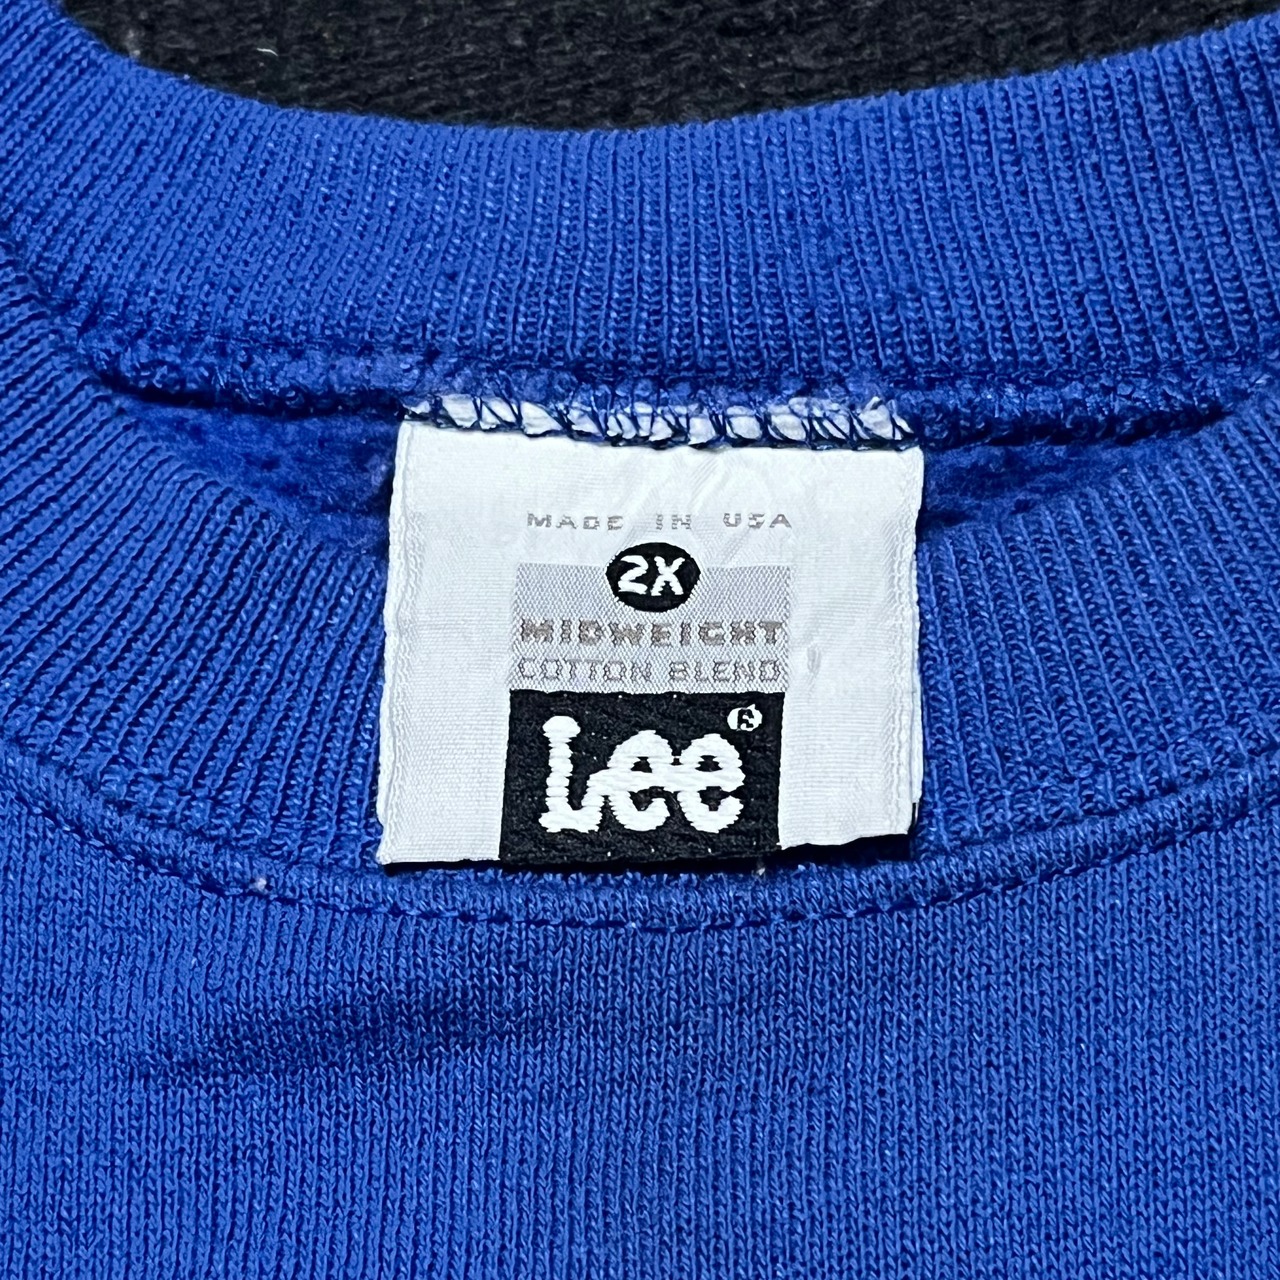 MADE IN USA
2X
MIDWEIGHT
COTTON BLEND
Lee®